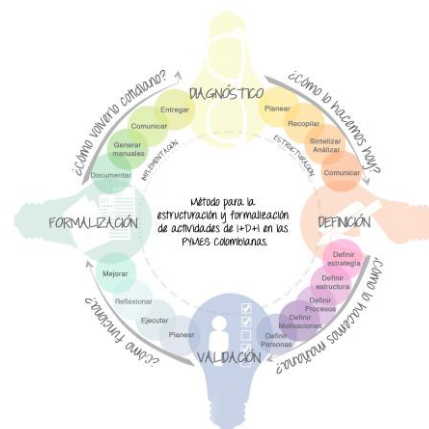 DIAGNÓSTICO
¿Cómo lo hacemos hoy?
Planear
Recopilar
Sintetizar
Análizar
Comunicar
ESTRUCTURACIÓN
DEFINICIÓN
¿Cómo lo hacemos mañana?
Definir
estrategia
Definir
estructura
Definir
Procesos
Definir
Motivaciones
Definir
Personas
VALIDACIÓN
¿Cómo funciona?
Planear
Ejecutar
Reflexionar
Mejorar
FORMALIZACIÓN
¿Cómo volverlo cotidiano?
Documentar
Generar
manuales
Comunicar
Entregar
IMPLEMENTACIÓN
Método para la
estructuración y formalización
de actividades de I+D+I en las
PYMES Colombianas.